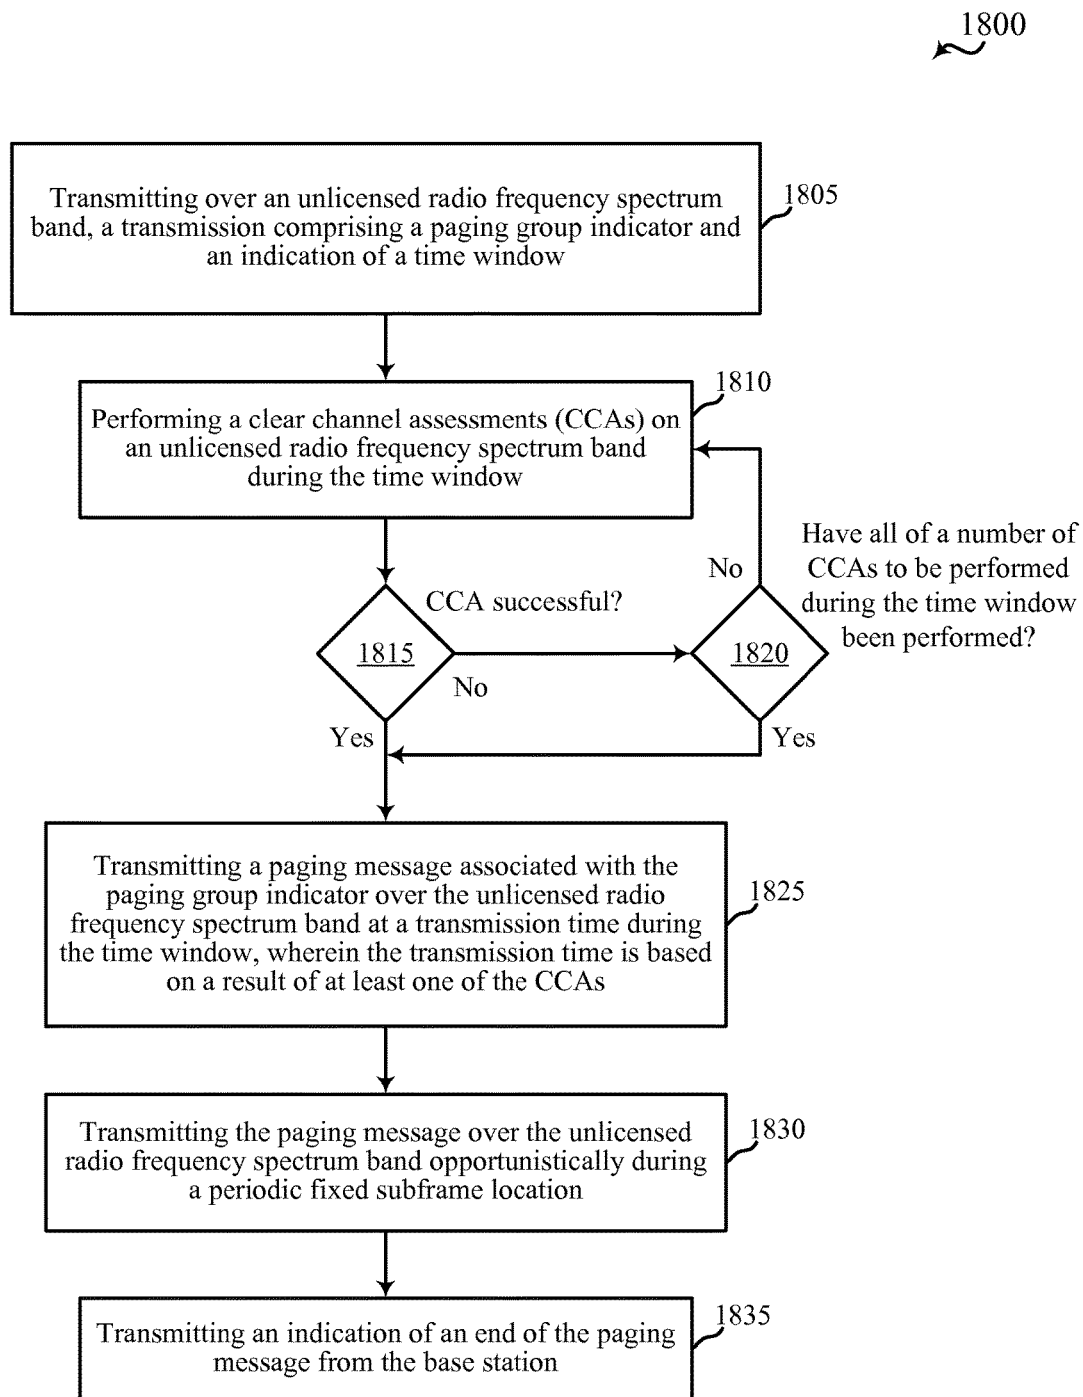 1800
Transmitting over an unlicensed radio frequency spectrum
band, a transmission comprising a paging group indicator and
an indication of a time window
1805
Performing a clear channel assessments (CCAs) on
an unlicensed radio frequency spectrum band
during the time window
1810
CCA successful?
1815
No
Yes
Have all of a number of
CCAs to be performed
during the time window
been performed?
No
1820
Yes
Transmitting a paging message associated with the
paging group indicator over the unlicensed radio
frequency spectrum band at a transmission time during
the time window, wherein the transmission time is based
on a result of at least one of the CCAs
1825
Transmitting the paging message over the unlicensed
radio frequency spectrum band opportunistically during
a periodic fixed subframe location
1830
Transmitting an indication of an end of the paging
message from the base station
1835